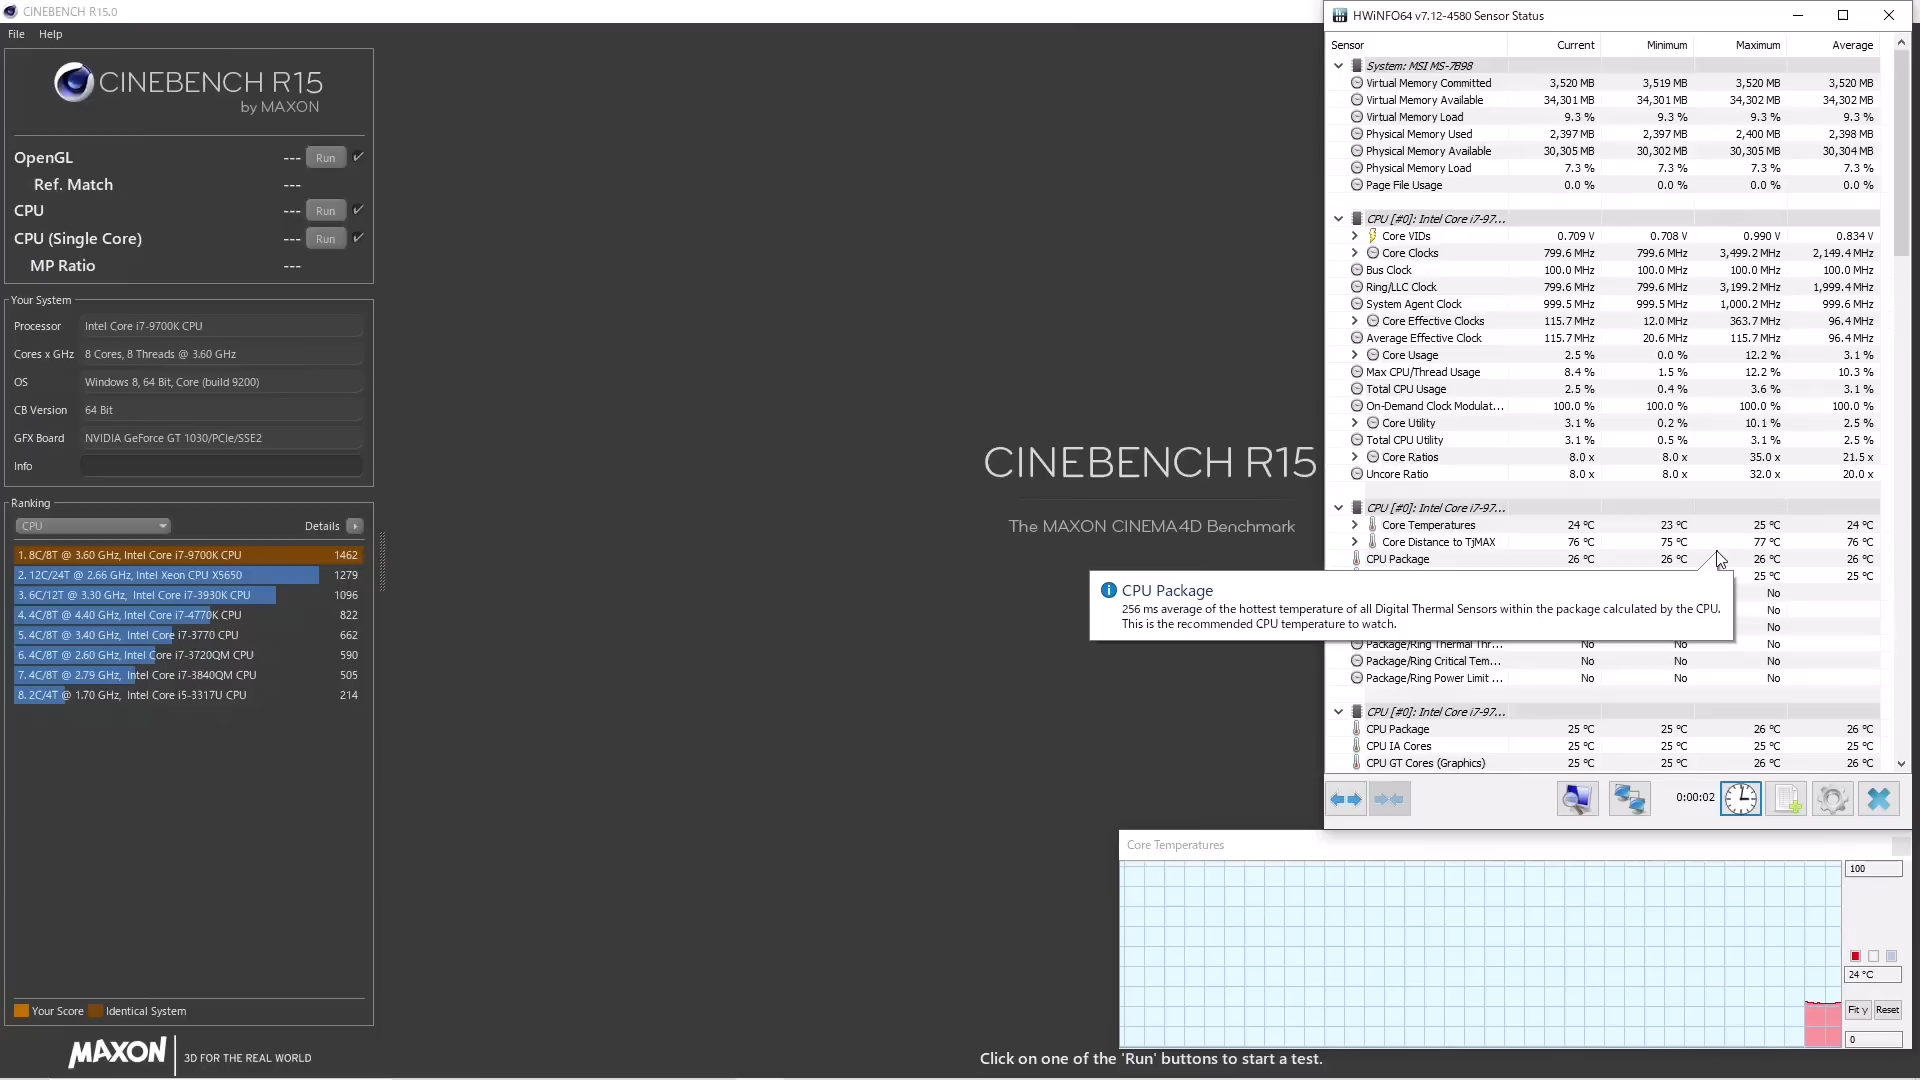 CINEBENCH R15.0
File Help
CINEBENCH R15
by MAXON
OpenGL --- Run
Ref. Match ---
CPU --- Run
CPU (Single Core) --- Run
MP Ratio ---
Your System
Processor Intel Core i7-9700K CPU
Cores x GHz 8 Cores, 8 Threads @ 3.60 GHz
OS Windows 8, 64 Bit, Core (build 9200)
CB Version 64 Bit
GFX Board NVIDIA GeForce GT 1030/PCIe/SSE2
Info
Ranking
CPU Details
1. 8C/8T @ 3.60 GHz, Intel Core i7-9700K CPU 1462
2. 12C/24T @ 2.66 GHz, Intel Xeon CPU X5650 1279
3. 6C/12T @ 3.30 GHz, Intel Core i7-3930K CPU 1096
4. 4C/8T @ 4.40 GHz, Intel Core i7-4770K CPU 822
5. 4C/8T @ 3.40 GHz, Intel Core i7-3770 CPU 662
6. 4C/8T @ 2.60 GHz, Intel Core i7-3720QM CPU 590
7. 4C/8T @ 2.79 GHz, Intel Core i7-3840QM CPU 505
8. 2C/4T @ 1.70 GHz, Intel Core i5-3317U CPU 214
Your Score Identical System
MAXON 3D FOR THE REAL WORLD
CINEBENCH R15
The MAXON CINEMA4D Benchmark
Click on one of the 'Run' buttons to start a test.
HWiNFO64 v7.12-4580 Sensor Status
Sensor Current Minimum Maximum Average
System: MSI MS-7B98
Virtual Memory Committed 3,520 MB 3,519 MB 3,520 MB 3,520 MB
Virtual Memory Available 34,301 MB 34,301 MB 34,302 MB 34,302 MB
Virtual Memory Load 9.3 % 9.3 % 9.3 % 9.3 %
Physical Memory Used 2,397 MB 2,397 MB 2,400 MB 2,398 MB
Physical Memory Available 30,305 MB 30,302 MB 30,305 MB 30,304 MB
Physical Memory Load 7.3 % 7.3 % 7.3 % 7.3 %
Page File Usage 0.0 % 0.0 % 0.0 % 0.0 %
CPU [#0]: Intel Core i7-97...
Core VIDs 0.709 V 0.708 V 0.990 V 0.834 V
Core Clocks 799.6 MHz 799.6 MHz 3,499.2 MHz 2,149.4 MHz
Bus Clock 100.0 MHz 100.0 MHz 100.0 MHz 100.0 MHz
Ring/LLC Clock 799.6 MHz 799.6 MHz 3,199.2 MHz 1,999.4 MHz
System Agent Clock 999.5 MHz 999.5 MHz 1,000.2 MHz 999.6 MHz
Core Effective Clocks 115.7 MHz 12.0 MHz 363.7 MHz 96.4 MHz
Average Effective Clock 115.7 MHz 20.6 MHz 115.7 MHz 96.4 MHz
Core Usage 2.5 % 0.0 % 12.2 % 3.1 %
Max CPU/Thread Usage 8.4 % 1.5 % 12.2 % 10.3 %
Total CPU Usage 2.5 % 0.4 % 3.6 % 3.1 %
On-Demand Clock Modulat... 100.0 % 100.0 % 100.0 % 100.0 %
Core Utility 3.1 % 0.2 % 10.1 % 2.5 %
Total CPU Utility 3.1 % 0.5 % 3.1 % 2.5 %
Core Ratios 8.0 x 8.0 x 35.0 x 21.5 x
Uncore Ratio 8.0 x 8.0 x 32.0 x 20.0 x
CPU [#0]: Intel Core i7-97...
Core Temperatures 24 °C 23 °C 25 °C 24 °C
Core Distance to TjMAX 76 °C 75 °C 77 °C 76 °C
CPU Package 26 °C 26 °C 26 °C 26 °C
25 °C 25 °C
No
No
No
CPU Package
256 ms average of the hottest temperature of all Digital Thermal Sensors within the package calculated by the CPU.
This is the recommended CPU temperature to watch.
Package/Ring Thermal Thr... No No No
Package/Ring Critical Tem... No No No
Package/Ring Power Limit ... No No No
CPU [#0]: Intel Core i7-97...
CPU Package 25 °C 25 °C 26 °C 26 °C
CPU IA Cores 25 °C 25 °C 25 °C 25 °C
CPU GT Cores (Graphics) 25 °C 25 °C 26 °C 26 °C
0:00:02
Core Temperatures
100
24 °C
Fit y Reset
0